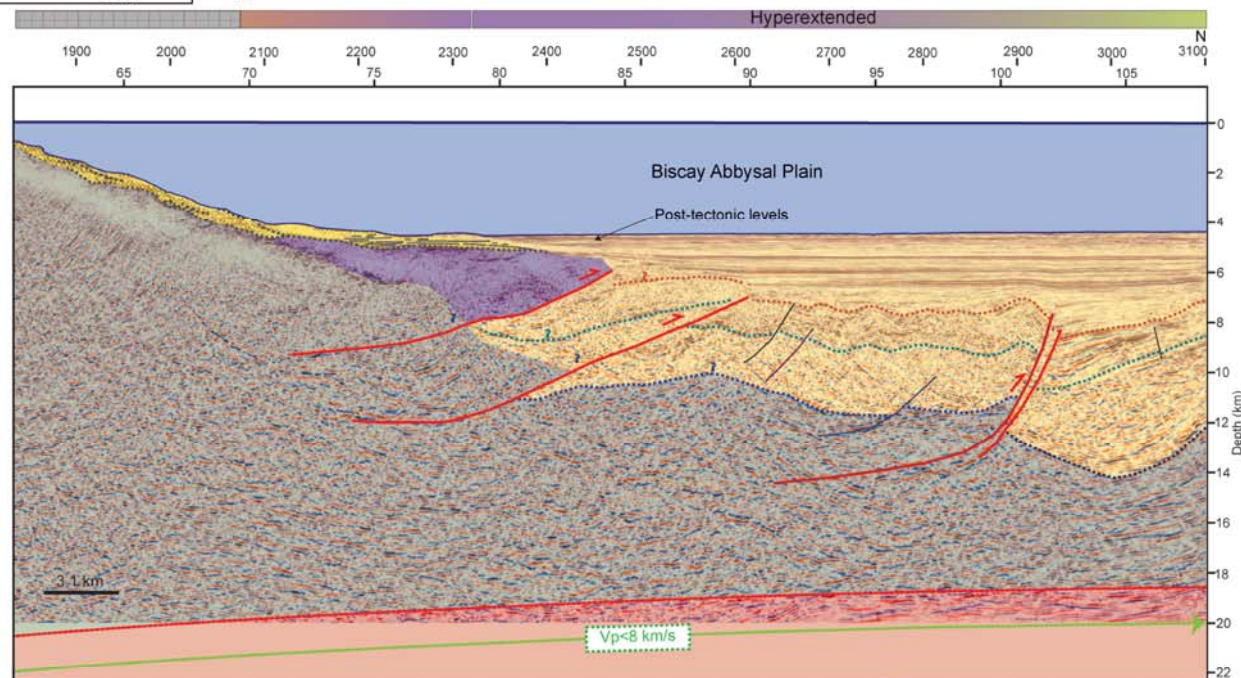 Hyperextended
N
1900 2000 2100 2200 2300 2400 2500 2600 2700 2800 2900 3000 3100
65 70 75 80 85 90 95 100 105
0
Biscay Abbysal Plain
2
Post-tectonic levels
4
6
?
8
? ?
?
10
Depth (km)
12
14
16
18
3.1 km
20
Vp<8 km/s
22